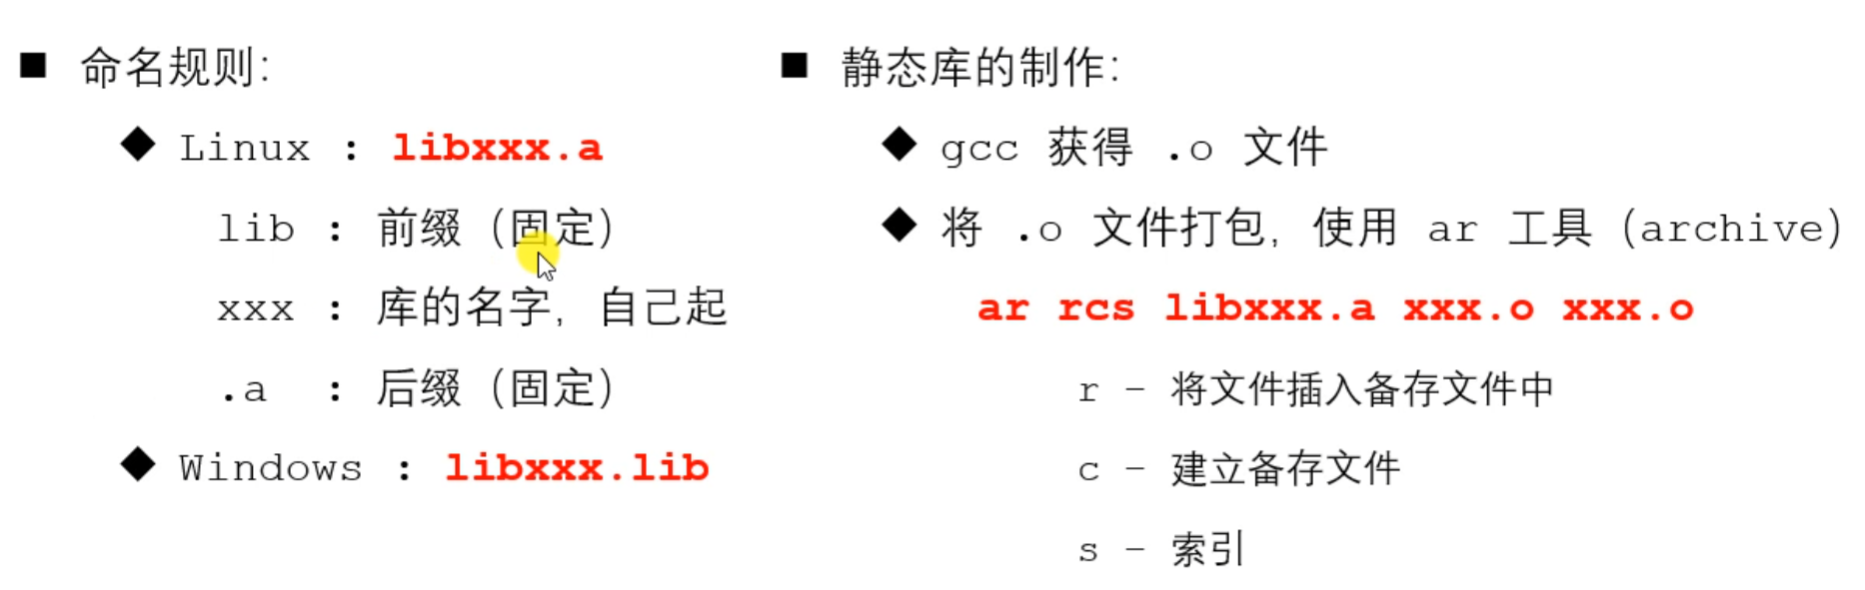 命名规则:
Linux : libxxx.a
lib : 前缀 (固定)
xxx : 库的名字, 自己起
.a : 后缀 (固定)
Windows : libxxx.lib
静态库的制作:
gcc 获得 .o 文件
将 .o 文件打包, 使用 ar 工具 (archive)
ar rcs libxxx.a xxx.o xxx.o
r - 将文件插入备存文件中
c - 建立备存文件
s - 索引